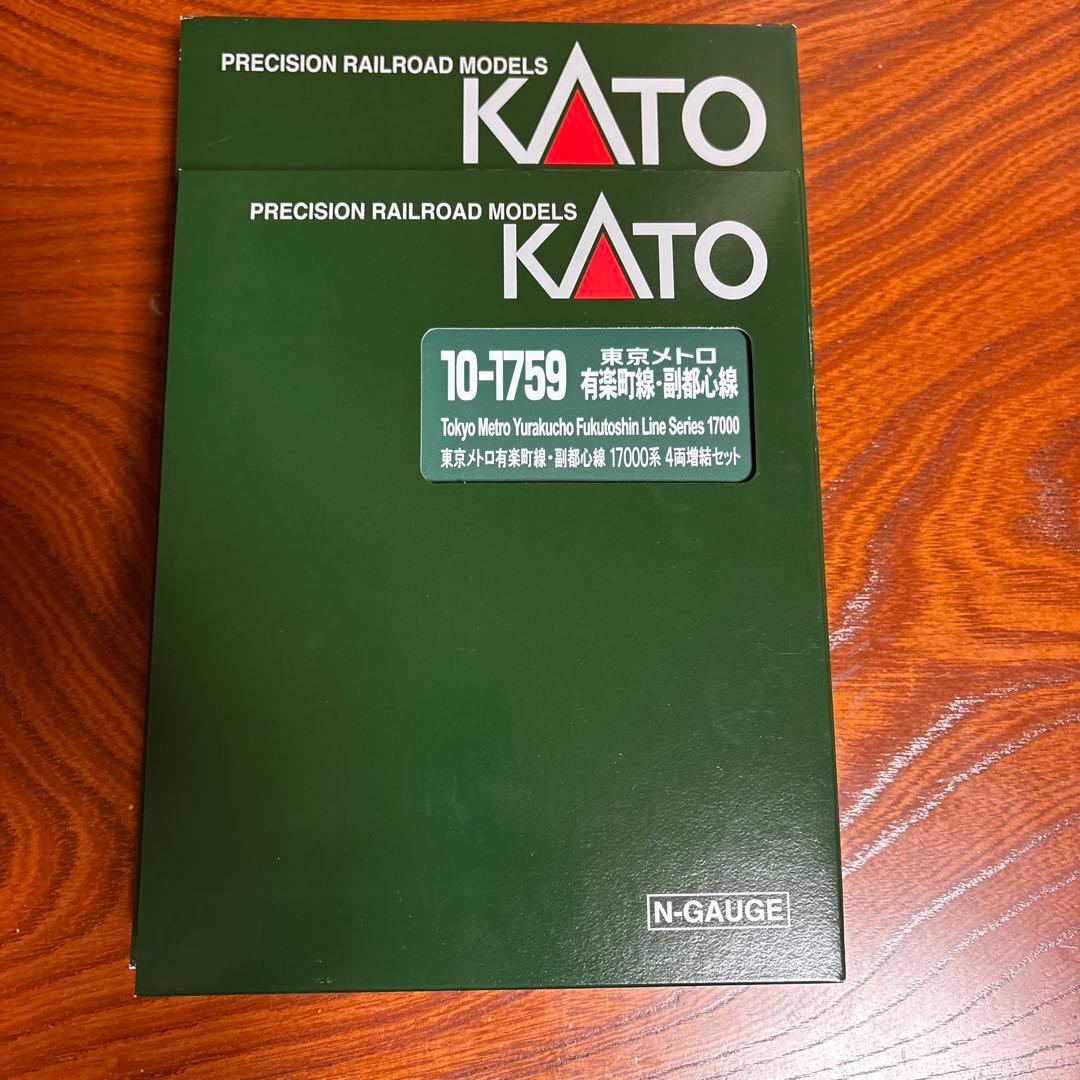 PRECISION RAILROAD MODELS
KATO
PRECISION RAILROAD MODELS
KATO
10-1759
東京メトロ
有楽町線・副都心線
Tokyo Metro Yurakucho Fukutoshin Line Series 17000
東京メトロ有楽町線・副都心線 17000系 4両増結セット
N-GAUGE